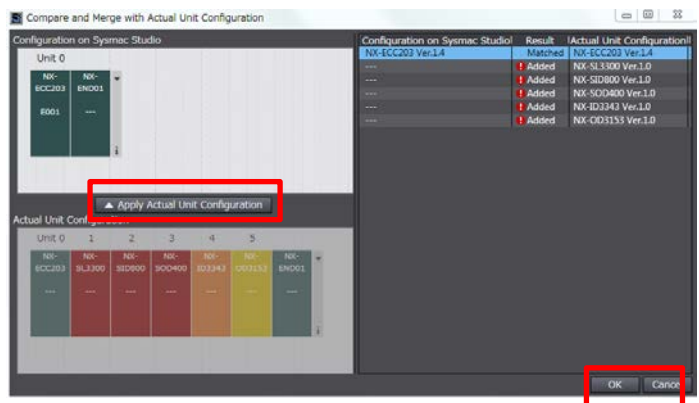 Compare and Merge with Actual Unit Configuration
Configuration on Sysmac Studio
Unit 0
NX-ECC203 NX-END01
E001 ---
Apply Actual Unit Configuration
Actual Unit Configuration
Unit 0 1 2 3 4 5
NX-ECC203 NX-SL3300 NX-SID800 NX-SOD400 NX-ID3343 NX-OD3153 NX-END01
--- --- --- --- --- ---
Configuration on Sysmac Studio Result Actual Unit Configuration
NX-ECC203 Ver.1.4 Matched NX-ECC203 Ver.1.4
--- Added NX-SL3300 Ver.1.0
--- Added NX-SID800 Ver.1.0
--- Added NX-SOD400 Ver.1.0
--- Added NX-ID3343 Ver.1.0
--- Added NX-OD3153 Ver.1.0
OK Cancel